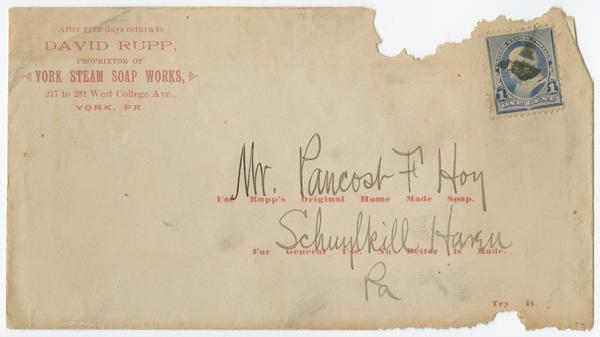 After FIVE days return to
DAVID RUPP,
PROPRIETOR OF
YORK STEAM SOAP WORKS,
217 to 231 West College Ave.,
YORK, PA.
1 ONE CENT 1
Mr. Pancost F Hoy
Use Rupp's Original Home Made Soap.
Schuylkill Haven
For General Use, No Better is Made.
Pa
Try It.